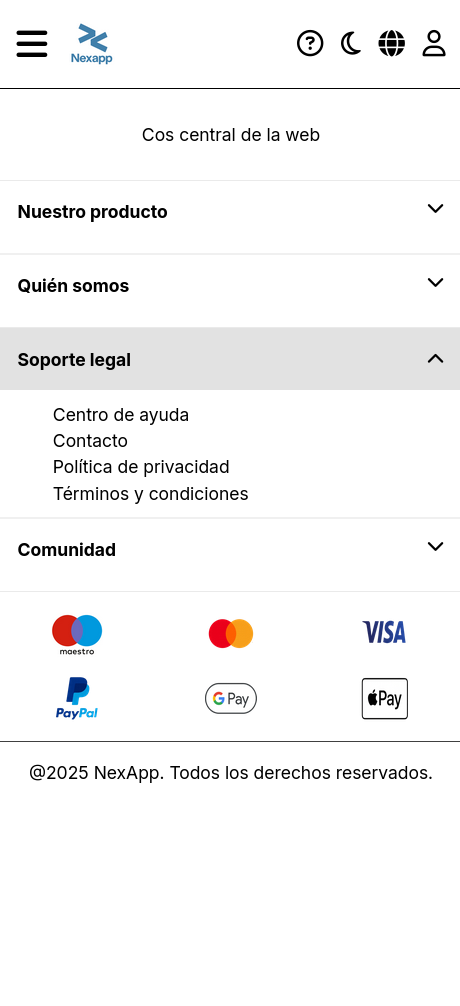 Nexapp
Cos central de la web
Nuestro producto
Quién somos
Soporte legal
Centro de ayuda
Contacto
Política de privacidad
Términos y condiciones
Comunidad
maestro
VISA
PayPal
G Pay
Pay
@2025 NexApp. Todos los derechos reservados.